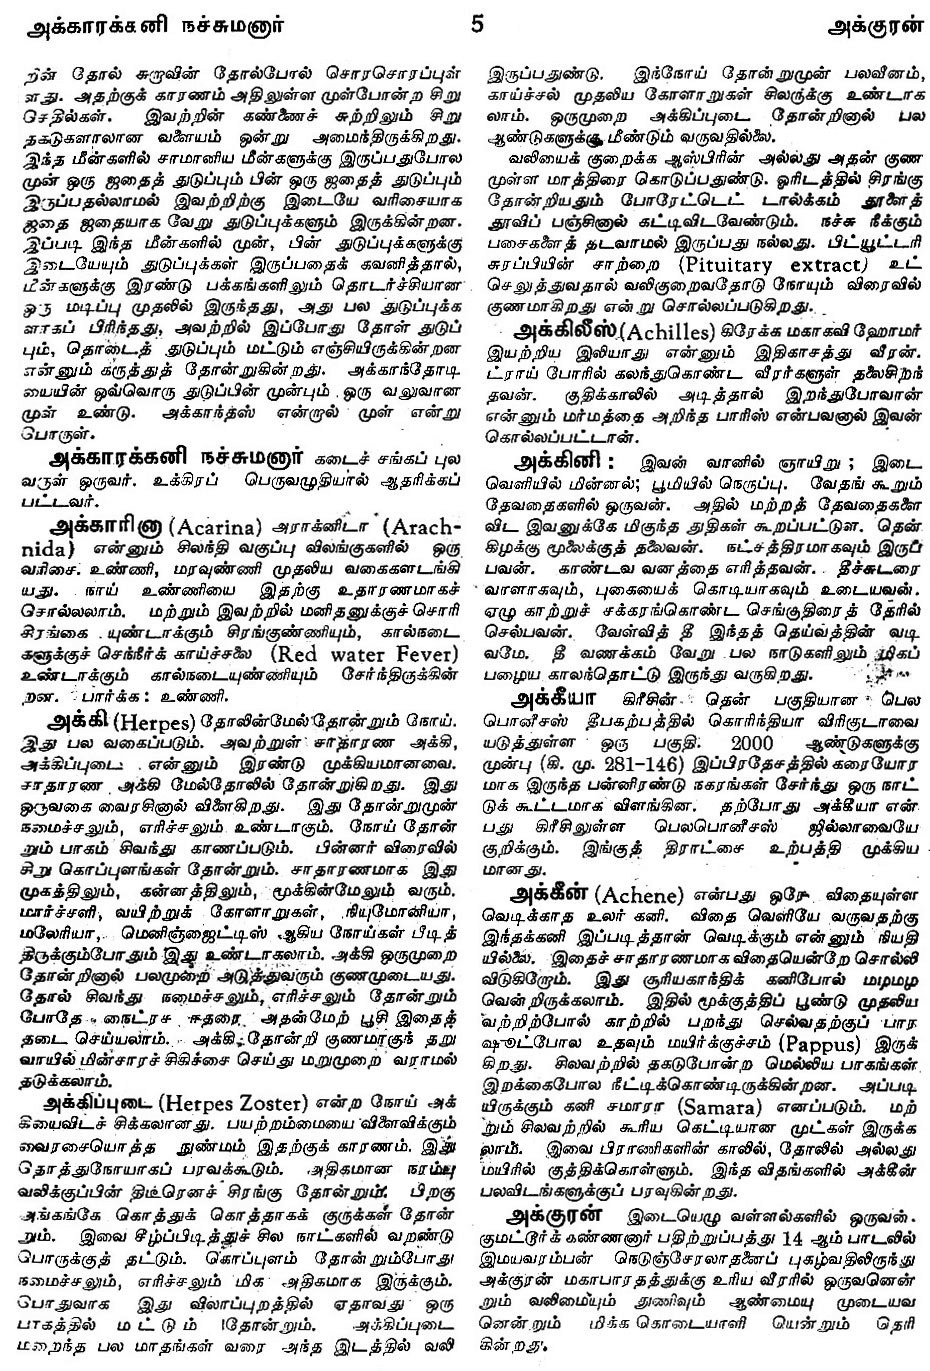 அக்காரக்கனி நச்சுமனார்
5
அக்குரன்
றின் தோல் சுறாவின் தோல்போல் சொரசொரப்புள்
ளது. அதற்குக் காரணம் அதிலுள்ள முள்போன்ற சிறு
செதில்கள். இவற்றின் கண்ணைச் சுற்றிலும் சிறு
தகடுகளாலான வளையம் ஒன்று அமைந்திருக்கிறது.
இந்த மீன்களில் சாமானிய மீன்களுக்கு இருப்பதுபோல
முன் ஒரு ஜதைத் துடுப்பும் பின் ஒரு ஜதைத் துடுப்பும்
இருப்பதல்லாமல் இவற்றிற்கு இடையே வரிசையாக
ஜதை ஜதையாக வேறு துடுப்புக்களும் இருக்கின்றன.
இப்படி இந்த மீன்களில் முன், பின் துடுப்புக்களுக்கு
இடையேயும் துடுப்புக்கள் இருப்பதைக் கவனித்தால்,
மீன்களுக்கு இரண்டு பக்கங்களிலும் தொடர்ச்சியான
ஒரு மடிப்பு முதலில் இருந்தது, அது பல துடுப்புக்க
ளாகப் பிரிந்தது, அவற்றில் இப்போது தோள் துடுப்
பும், தொடைத் துடுப்பும் மட்டும் எஞ்சியிருக்கின்றன
என்னும் கருத்துத் தோன்றுகிறது. அக்காந்தோடி
யையின் ஒவ்வொரு துடுப்பின் முன்பும் ஒரு வலுவான
முள் உண்டு. அக்காந்தஸ் என்றால் முள் என்று
பொருள்.
அக்காரக்கனி நச்சுமனார் கடைச் சங்கப் புல
வருள் ஒருவர். உக்கிரப் பெருவழுதியால் ஆதரிக்கப்
பட்டவர்.
அக்காரினா (Acarina) அராக்னிடா (Arach-
nida) என்னும் சிலந்தி வகுப்பு விலங்குகளில் ஒரு
வரிசை. உண்ணி, மரவுண்ணி முதலிய வகைகளடங்கி
யது. நாய் உண்ணியை இதற்கு உதாரணமாகச்
சொல்லலாம். மற்றும் இவற்றில் மனிதனுக்குச் சொரி
சிரங்கை யுண்டாக்கும் சிரங்குண்ணியும், கால்நடை
களுக்குச் செந்நீர்க் காய்ச்சலை (Red water Fever)
உண்டாக்கும் கால்நடையுண்ணியும் சேர்ந்திருக்கின்
றன. பார்க்க : உண்ணி.
அக்கி (Herpes) தோலின்மேல் தோன்றும் நோய்.
இது பல வகைப்படும். அவற்றுள் சாதாரண அக்கி,
அக்கிப்புடை என்னும் இரண்டு முக்கியமானவை.
சாதாரண அக்கி மேல்தோலில் தோன்றுகிறது. இது
ஒருவகை வைரசினால் விளைகிறது. இது தோன்றுமுன்
நமைச்சலும், எரிச்சலும் உண்டாகும். நோய் தோன்
றும் பாகம் சிவந்து காணப்படும். பின்னர் விரைவில்
சிறு கொப்புளங்கள் தோன்றும். சாதாரணமாக இது
முகத்திலும், கன்னத்திலும், மூக்கின்மேலும் வரும்.
மார்ச்சளி, வயிற்றுக் கோளாறுகள், நியுமோனியா,
மலேரியா, மெனிஞ்ஜைட்டிஸ் ஆகிய நோய்கள் பீடித்
திருக்கும்போதும் இது உண்டாகலாம். அக்கி ஒருமுறை
தோன்றினால் பலமுறை அடுத்துவரும் குணமுடையது.
தோல் சிவந்து நமைச்சலும், எரிச்சலும் தோன்றும்
போதே நைட்ரச ஈதரை அதன்மேற் பூசி இதைத்
தடை செய்யலாம். அக்கி தோன்றி குணமாகுந் தறு
வாயில் மின்சாரச் சிகிச்சை செய்து மறுமுறை வராமல்
தடுக்கலாம்.
அக்கிப்புடை (Herpes Zoster) என்ற நோய் அக்
கியைவிடச் சிக்கலானது. பயற்றம்மையை விளைவிக்கும்
வைரசையொத்த நுண்மம் இதற்குக் காரணம். இது
தொத்துநோயாகப் பரவக்கூடும். அதிகமான நரம்பு
வலிக்குப்பின் திடீரெனச் சிரங்கு தோன்றும். பிறகு
அங்கங்கே கொத்துக் கொத்தாகக் குருக்கள் தோன்
றும். இவை சீழ்ப்பிடித்துச் சில நாட்களில் வறண்டு
பொருக்குத் தட்டும். கொப்புளம் தோன்றும்போது
நமைச்சலும், எரிச்சலும் மிக அதிகமாக இருக்கும்.
பொதுவாக இது விலாப்புறத்தில் ஏதாவது ஒரு
பாகத்தில் மட்டும் தோன்றும். அக்கிப்புடை
மறைந்த பல மாதங்கள் வரை அந்த இடத்தில் வலி
இருப்பதுண்டு. இந்நோய் தோன்றுமுன் பலவீனம்,
காய்ச்சல் முதலிய கோளாறுகள் சிலருக்கு உண்டாக
லாம். ஒருமுறை அக்கிப்புடை தோன்றினால் பல
ஆண்டுகளுக்கு மீண்டும் வருவதில்லை.
வலியைக் குறைக்க ஆஸ்பிரின் அல்லது அதன் குண
முள்ள மாத்திரை கொடுப்பதுண்டு. ஓரிடத்தில் சிரங்கு
தோன்றியதும் போரேட்டெட் டால்க்கம் தூளைத்
தூவிப் பஞ்சினால் கட்டிவிடவேண்டும். நச்சு நீக்கும்
பசைகளைத் தடவாமல் இருப்பது நல்லது. பிட்யூட்டரி
சுரப்பியின் சாற்றை (Pituitary extract) உட்
செலுத்துவதால் வலிகுறைவதோடு நோயும் விரைவில்
குணமாகிறது என்று சொல்லப்படுகிறது.
அக்கிலீஸ் (Achilles) கிரேக்க மகாகவி ஹோமர்
இயற்றிய இலியாது என்னும் இதிகாசத்து வீரன்.
ட்ராய் போரில் கலந்துகொண்ட வீரர்களுள் தலைசிறந்
தவன். குதிக்காலில் அடித்தால் இறந்துபோவான்
என்னும் மர்மத்தை அறிந்த பாரிஸ் என்பவனால் இவன்
கொல்லப்பட்டான்.
அக்கினி : இவன் வானில் ஞாயிறு ; இடை
வெளியில் மின்னல்; பூமியில் நெருப்பு. வேதங் கூறும்
தேவதைகளில் ஒருவன். அதில் மற்றத் தேவதைகளை
விட இவனுக்கே மிகுந்த துதிகள் கூறப்பட்டுள. தென்
கிழக்கு மூலைக்குத் தலைவன். நட்சத்திரமாகவும் இருப்
பவன். காண்டவ வனத்தை எரித்தவன். தீச்சுடரை
வாளாகவும், புகையைக் கொடியாகவும் உடையவன்.
ஏழு காற்றுச் சக்கரங்கொண்ட செங்குதிரைத் தேரில்
செல்பவன். வேள்வித் தீ இந்தத் தெய்வத்தின் வடி
வமே. தீ வணக்கம் வேறு பல நாடுகளிலும் மிகப்
பழைய காலந்தொட்டு இருந்து வருகிறது.
அக்கீயா கிரீசின் தென் பகுதியான பெல
பொனீசஸ் தீபகற்பத்தில் கொரிந்தியா விரிகுடாவை
யடுத்துள்ள ஒரு பகுதி. 2000 ஆண்டுகளுக்கு
முன்பு (கி. மு. 281-146) இப்பிரதேசத்தில் கரையோர
மாக இருந்த பன்னிரண்டு நகரங்கள் சேர்ந்து ஒரு நாட்
டுக் கூட்டமாக விளங்கின. தற்போது அக்கீயா என்
பது கிரீசிலுள்ள பெலபொனீசஸ் ஜில்லாவையே
குறிக்கும். இங்குத் திராட்சை உற்பத்தி முக்கிய
மானது.
அக்கீன் (Achene) என்பது ஒரே விதையுள்ள
வெடிக்காத உலர் கனி. விதை வெளியே வருவதற்கு
இந்தக்கனி இப்படித்தான் வெடிக்கும் என்னும் நியதி
யில்லை. இதைச் சாதாரணமாக விதையென்றே சொல்லி
விடுகிறோம். இது சூரியகாந்திக் கனிபோல் மழமழ
வென்றிருக்கலாம். இதில் மூக்குத்திப் பூண்டு முதலிய
வற்றிற்போல் காற்றில் பறந்து செல்வதற்குப் பார
ஷூட்போல உதவும் மயிர்க்குச்சம் (Pappus) இருக்
கிறது. சிலவற்றில் தகடுபோன்ற மெல்லிய பாகங்கள்
இறக்கைபோல நீட்டிக்கொண்டிருக்கின்றன. அப்படி
யிருக்கும் கனி சமாரா (Samara) எனப்படும். மற்
றும் சிலவற்றில் கூரிய கெட்டியான முட்கள் இருக்க
லாம். இவை பிராணிகளின் காலில், தோலில் அல்லது
மயிரில் குத்திக்கொள்ளும். இந்த விதங்களில் அக்கீன்
பலவிடங்களுக்குப் பரவுகின்றது.
அக்குரன் இடையெழு வள்ளல்களில் ஒருவன்.
குமட்டூர்க் கண்ணனார் பதிற்றுப்பத்து 14 ஆம் பாடலில்
இமயவரம்பன் நெடுஞ்சேரலாதனைப் புகழ்வதிலிருந்து
அக்குரன் மகாபாரதத்துக்கு உரிய வீரரில் ஒருவனென்
றும் வலிமையும் துணிவும் ஆண்மையு முடையவ
னென்றும் மிக்க கொடையாளி யென்றும் தெரி
கின்றது.